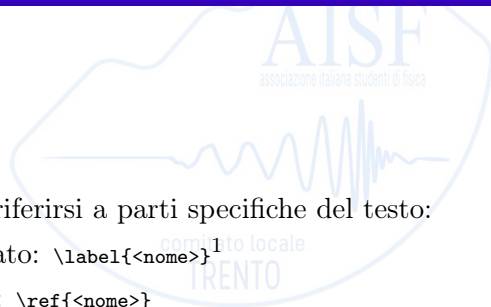 AISF
associazione italiana studenti di fisica
riferirsi a parti specifiche del testo:
ato: \label{<nome>}1
comitato locale
TRENTO
: \ref{<nome>}